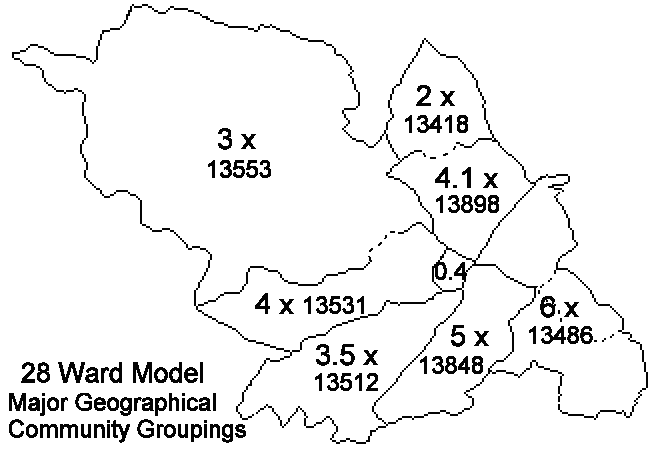 2 x
13418
3 x
13553
4.1 x
13898
0.4
4 x 13531
6 x
13486
5 x
13848
3.5 x
13512
28 Ward Model
Major Geographical
Community Groupings